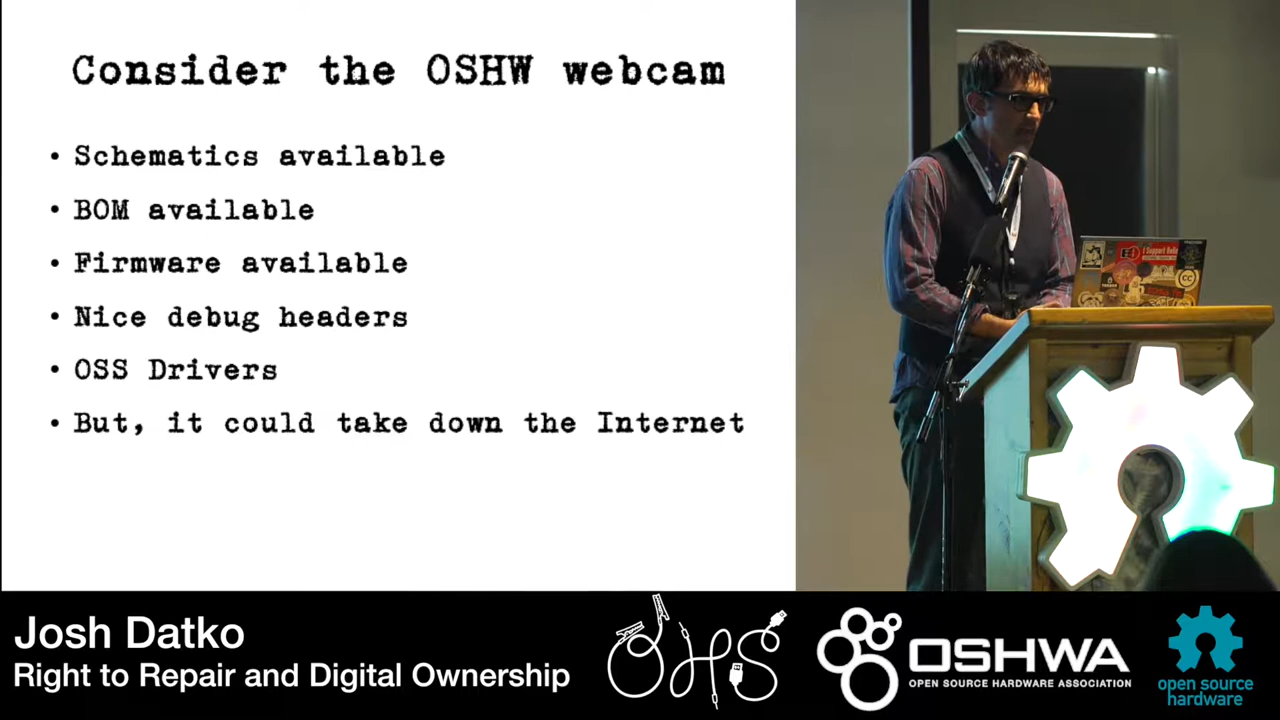 Consider the OSHW webcam
• Schematics available
• BOM available
• Firmware available
• Nice debug headers
• OSS Drivers
• But, it could take down the Internet
Josh Datko
Right to Repair and Digital Ownership
OHS
OSHWA
OPEN SOURCE HARDWARE ASSOCIATION
open source
hardware